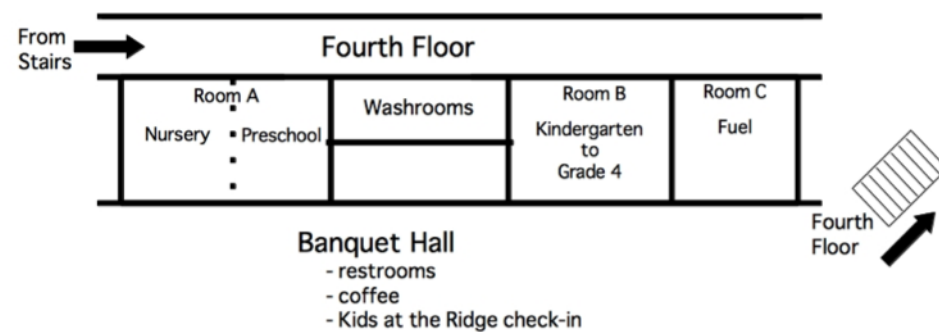 From
Stairs
Fourth Floor
Room A
Nursery
Preschool
Washrooms
Room B
Kindergarten
to
Grade 4
Room C
Fuel
Fourth
Floor
Banquet Hall
- restrooms
- coffee
- Kids at the Ridge check-in